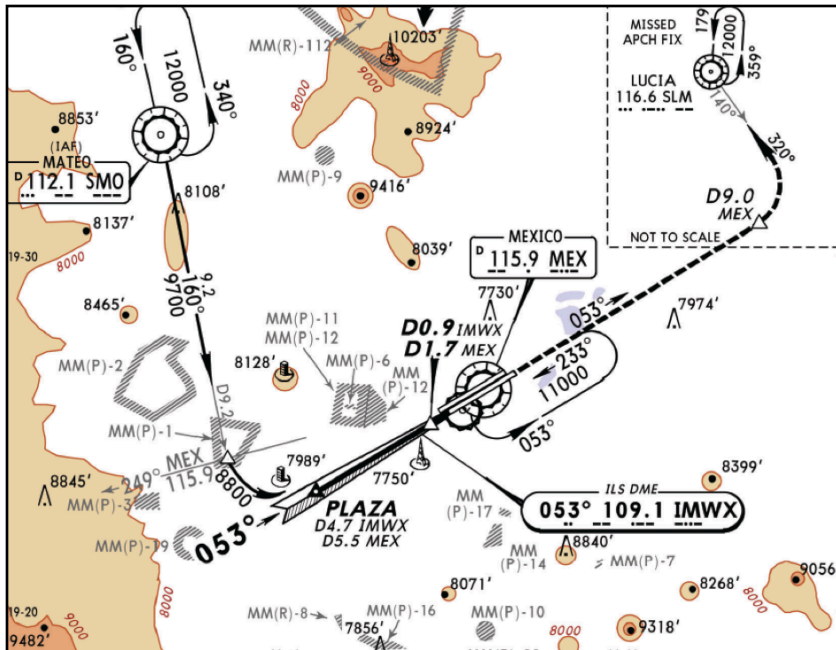 MM(R)-112
10203'
9000
8000
160°
12000
340°
8853'
(IAF)
MATEO
D 112.1 SMO
8924'
MM(P)-9
9416'
8108'
8137'
8000
19-30
8039'
9.2
160°
9700
8465'
MISSED
APCH FIX
179
12000
359°
LUCIA
116.6 SLM
140°
320°
D9.0
MEX
NOT TO SCALE
MEXICO
D 115.9 MEX
7730'
7974'
053°
D0.9 IMWX
D1.7 MEX
MM(P)-11
MM(P)-12
MM(P)-6
MM
(P)-12
8128'
MM(P)-2
233°
11000
053°
D9.2
MM(P)-1
249° MEX
115.9
8800
7989'
7750'
8845'
MM(P)-3
MM(P)-19
053°
PLAZA
D4.7 IMWX
D5.5 MEX
8399'
ILS DME
053° 109.1 IMWX
MM
(P)-17
MM
(P)-14
8840'
MM(P)-7
8071'
8268'
9056
8000
8000
19-20
9000
9482'
MM(R)-8
MM(P)-16
7856'
MM(P)-10
8000
9318'